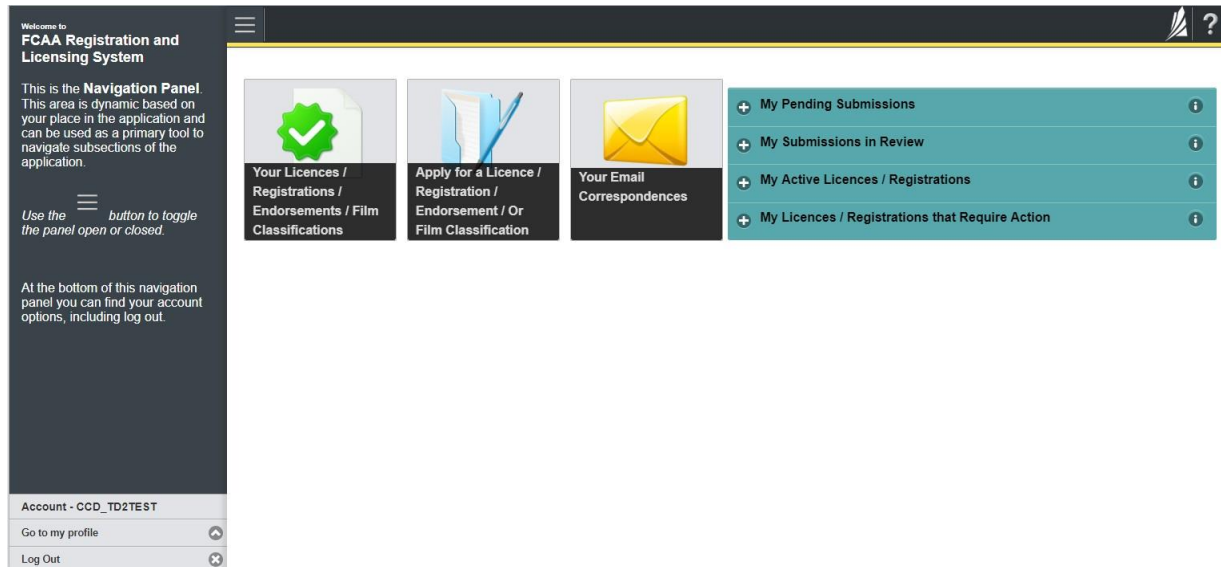 Welcome to
FCAA Registration and
Licensing System
This is the Navigation Panel.
This area is dynamic based on
your place in the application and
can be used as a primary tool to
navigate subsections of the
application.
Use the button to toggle
the panel open or closed.
At the bottom of this navigation
panel you can find your account
options, including log out.
Account - CCD_TD2TEST
Go to my profile
Log Out
?
Your Licences /
Registrations /
Endorsements / Film
Classifications
Apply for a Licence /
Registration /
Endorsement / Or
Film Classification
Your Email
Correspondences
My Pending Submissions
My Submissions in Review
My Active Licences / Registrations
My Licences / Registrations that Require Action